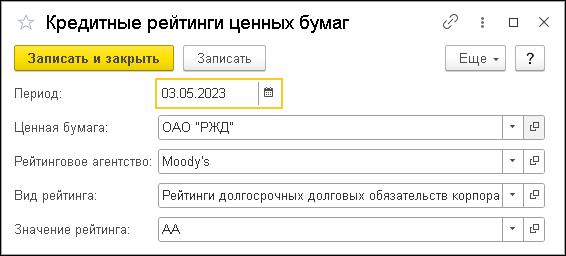 Кредитные рейтинги ценных бумаг
Записать и закрыть Записать Еще ?
Период: 03.05.2023
Ценная бумага: ОАО "РЖД"
Рейтинговое агентство: Moody's
Вид рейтинга: Рейтинги долгосрочных долговых обязательств корпора
Значение рейтинга: АА